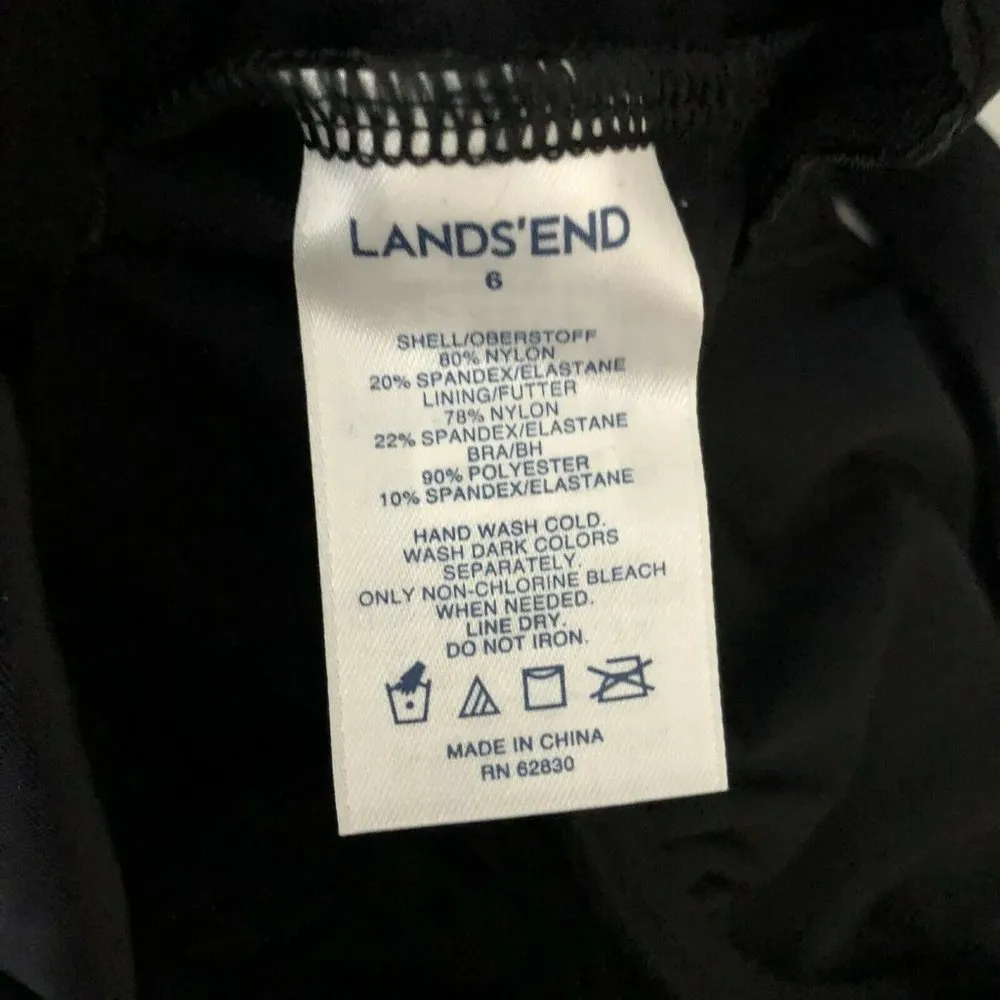 LANDS'END
6
SHELL/OBERSTOFF
80% NYLON
20% SPANDEX/ELASTANE
LINING/FUTTER
78% NYLON
22% SPANDEX/ELASTANE
BRA/BH
90% POLYESTER
10% SPANDEX/ELASTANE
HAND WASH COLD.
WASH DARK COLORS
SEPARATELY.
ONLY NON-CHLORINE BLEACH
WHEN NEEDED.
LINE DRY.
DO NOT IRON.
MADE IN CHINA
RN 62830